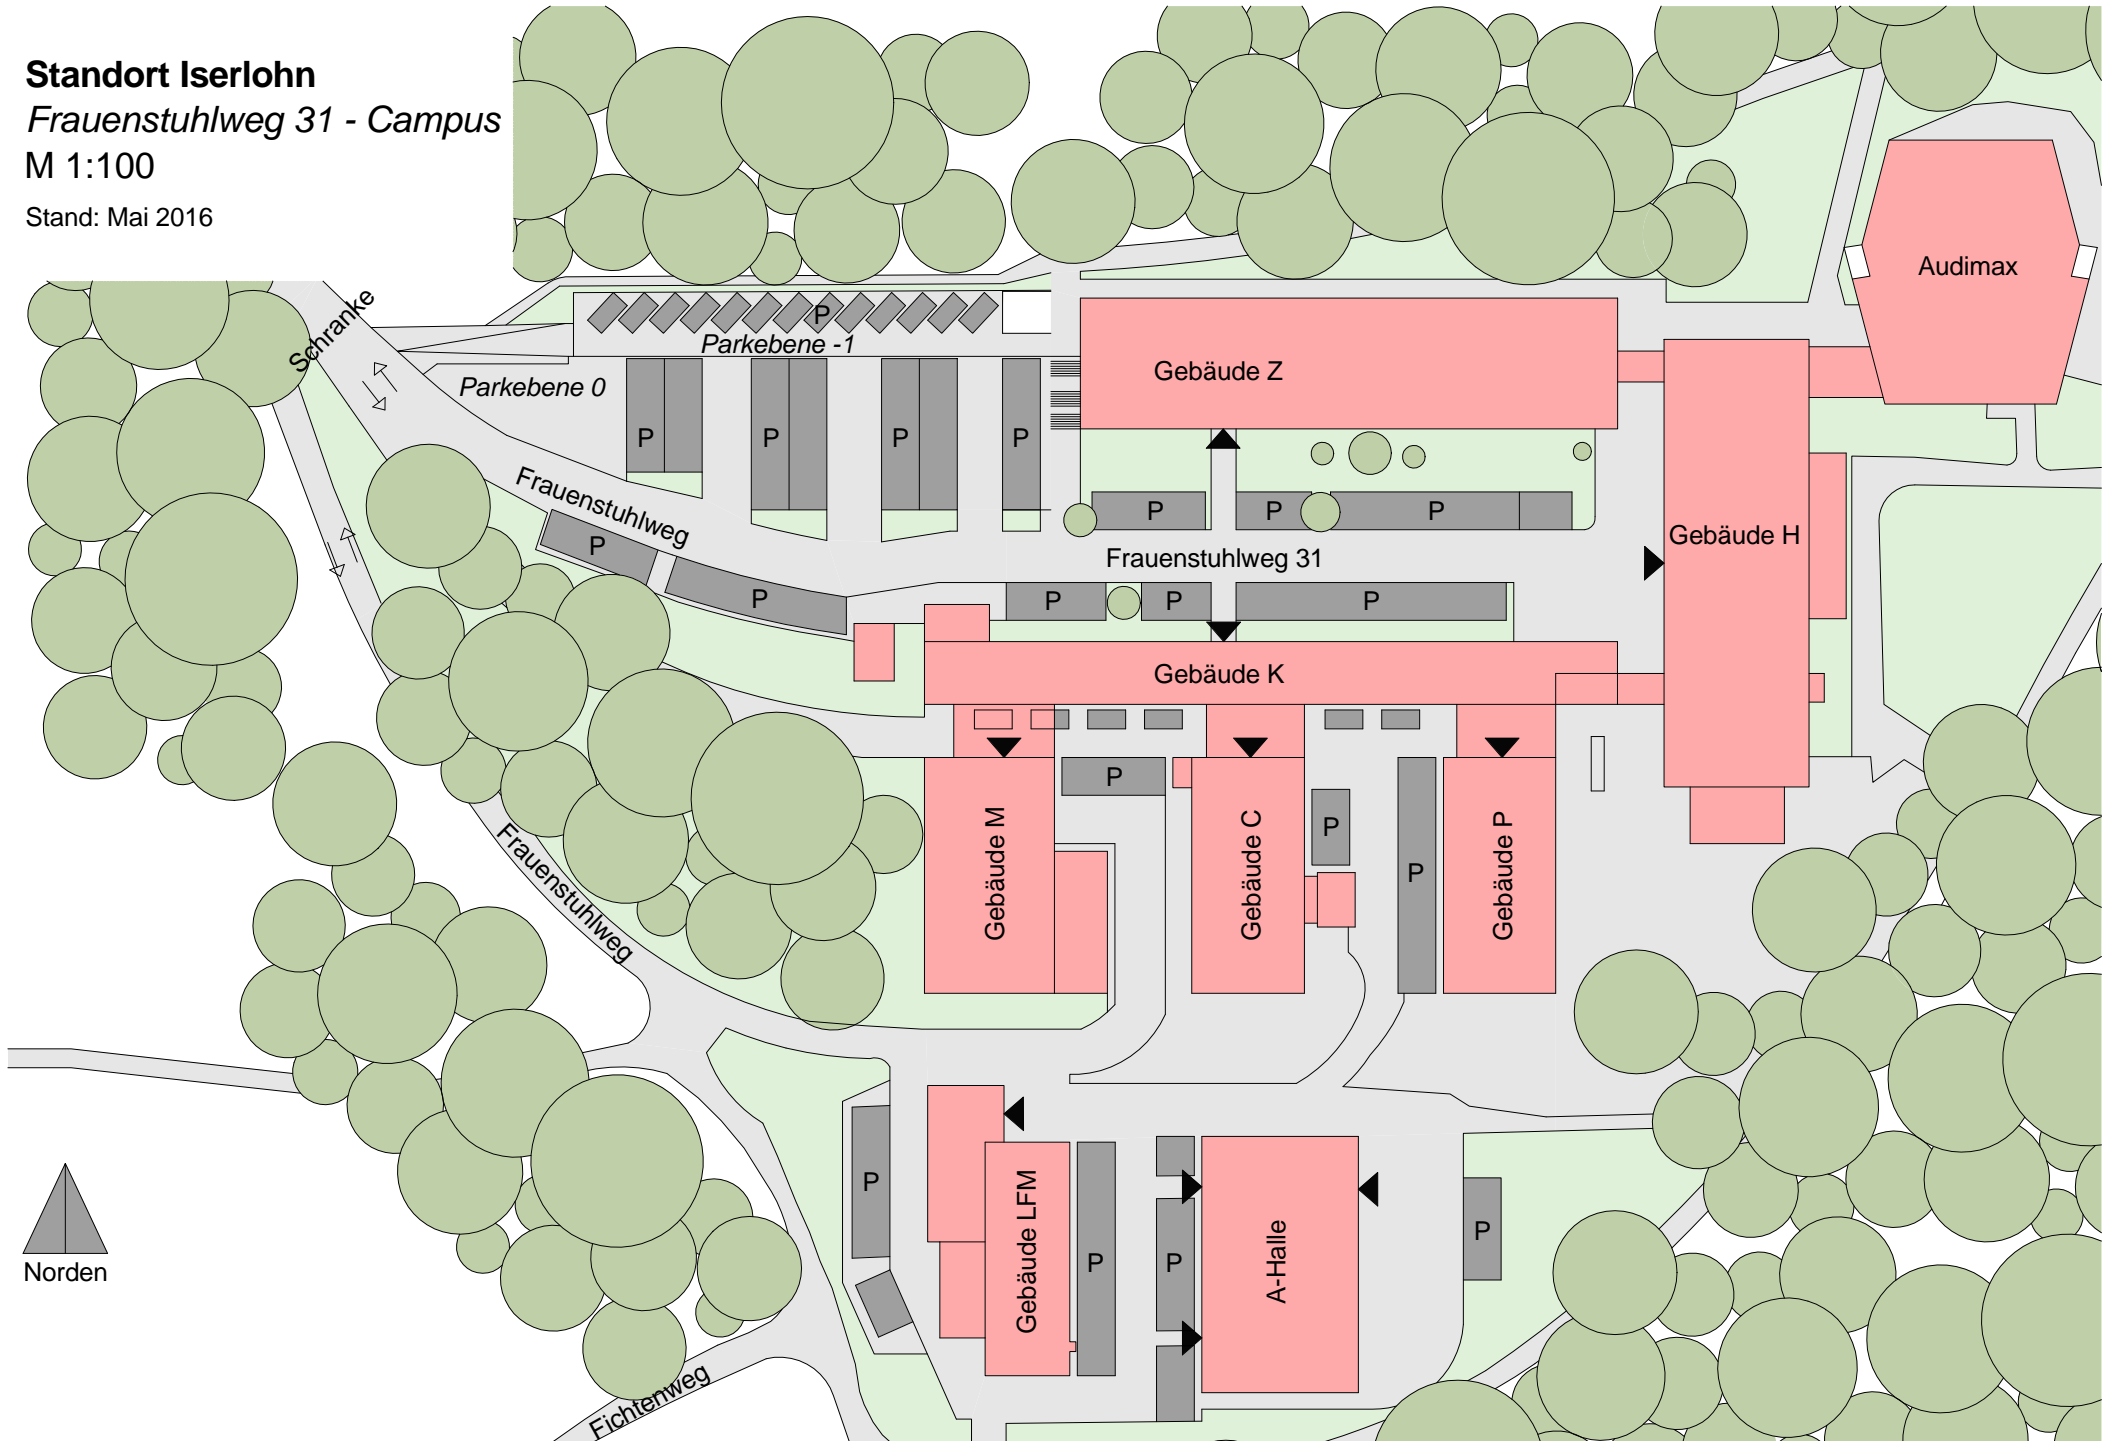 Standort Iserlohn
Frauenstuhlweg 31 - Campus
M 1:100
Stand: Mai 2016
Schranke
P
Parkebene -1
Parkebene 0
Gebäude Z
Audimax
P
P
P
P
Frauenstuhlweg
P
P
P
P
P
Gebäude H
Frauenstuhlweg 31
P
P
P
P
Gebäude K
P
Gebäude M
Gebäude C
P
P
Gebäude P
Frauenstuhlweg
P
Gebäude LFM
P
P
A-Halle
P
Norden
Fichtenweg